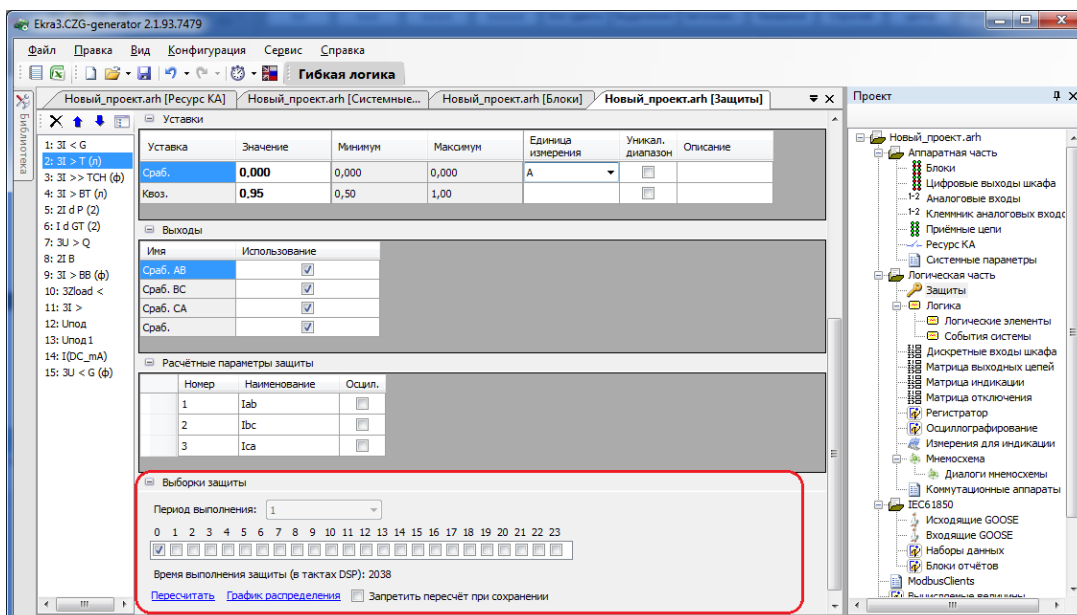 Ekra3.CZG-generator 2.1.93.7479
Файл Правка Вид Конфигурация Сервис Справка
Гибкая логика
Библиотека
Новый_проект.arh [Ресурс КА] Новый_проект.arh [Системные... Новый_проект.arh [Блоки] Новый_проект.arh [Защиты]
1: 3I < G
2: 3I > T (л)
3: 3I >> ТСН (ф)
4: 3I > ВТ (л)
5: 2I d P (2)
6: I d GT (2)
7: 3U > Q
8: 2I B
9: 3I > BB (ф)
10: 3Zload <
11: 3I >
12: Uпод
13: Uпод1
14: I(DC_mA)
15: 3U < G (ф)
Уставки
Уставка Значение Минимум Максимум Единица измерения Уникал. диапазон Описание
Сраб. 0,000 0,000 0,000 А
Квоз. 0,95 0,50 1,00
Выходы
Имя Использование
Сраб. АВ
Сраб. ВС
Сраб. СА
Сраб.
Расчётные параметры защиты
Номер Наименование Осцил.
1 Iab
2 Ibc
3 Ica
Выборки защиты
Период выполнения: 1
0 1 2 3 4 5 6 7 8 9 10 11 12 13 14 15 16 17 18 19 20 21 22 23
Время выполнения защиты (в тактах DSP): 2038
Пересчитать График распределения Запретить пересчёт при сохранении
Проект
Новый_проект.arh
Аппаратная часть
Блоки
Цифровые выходы шкафа
1-2 Аналоговые входы
1-2 Клеммник аналоговых входо
Приёмные цепи
Ресурс КА
Системные параметры
Логическая часть
Защиты
Логика
Логические элементы
События системы
Дискретные входы шкафа
Матрица выходных цепей
Матрица индикации
Матрица отключения
Регистратор
Осциллографирование
Измерения для индикации
Мнемосхема
Диалоги мнемосхемы
Коммутационные аппараты
IEC61850
Исходящие GOOSE
Входящие GOOSE
Наборы данных
Блоки отчётов
ModbusClients
Вычисляемые величины